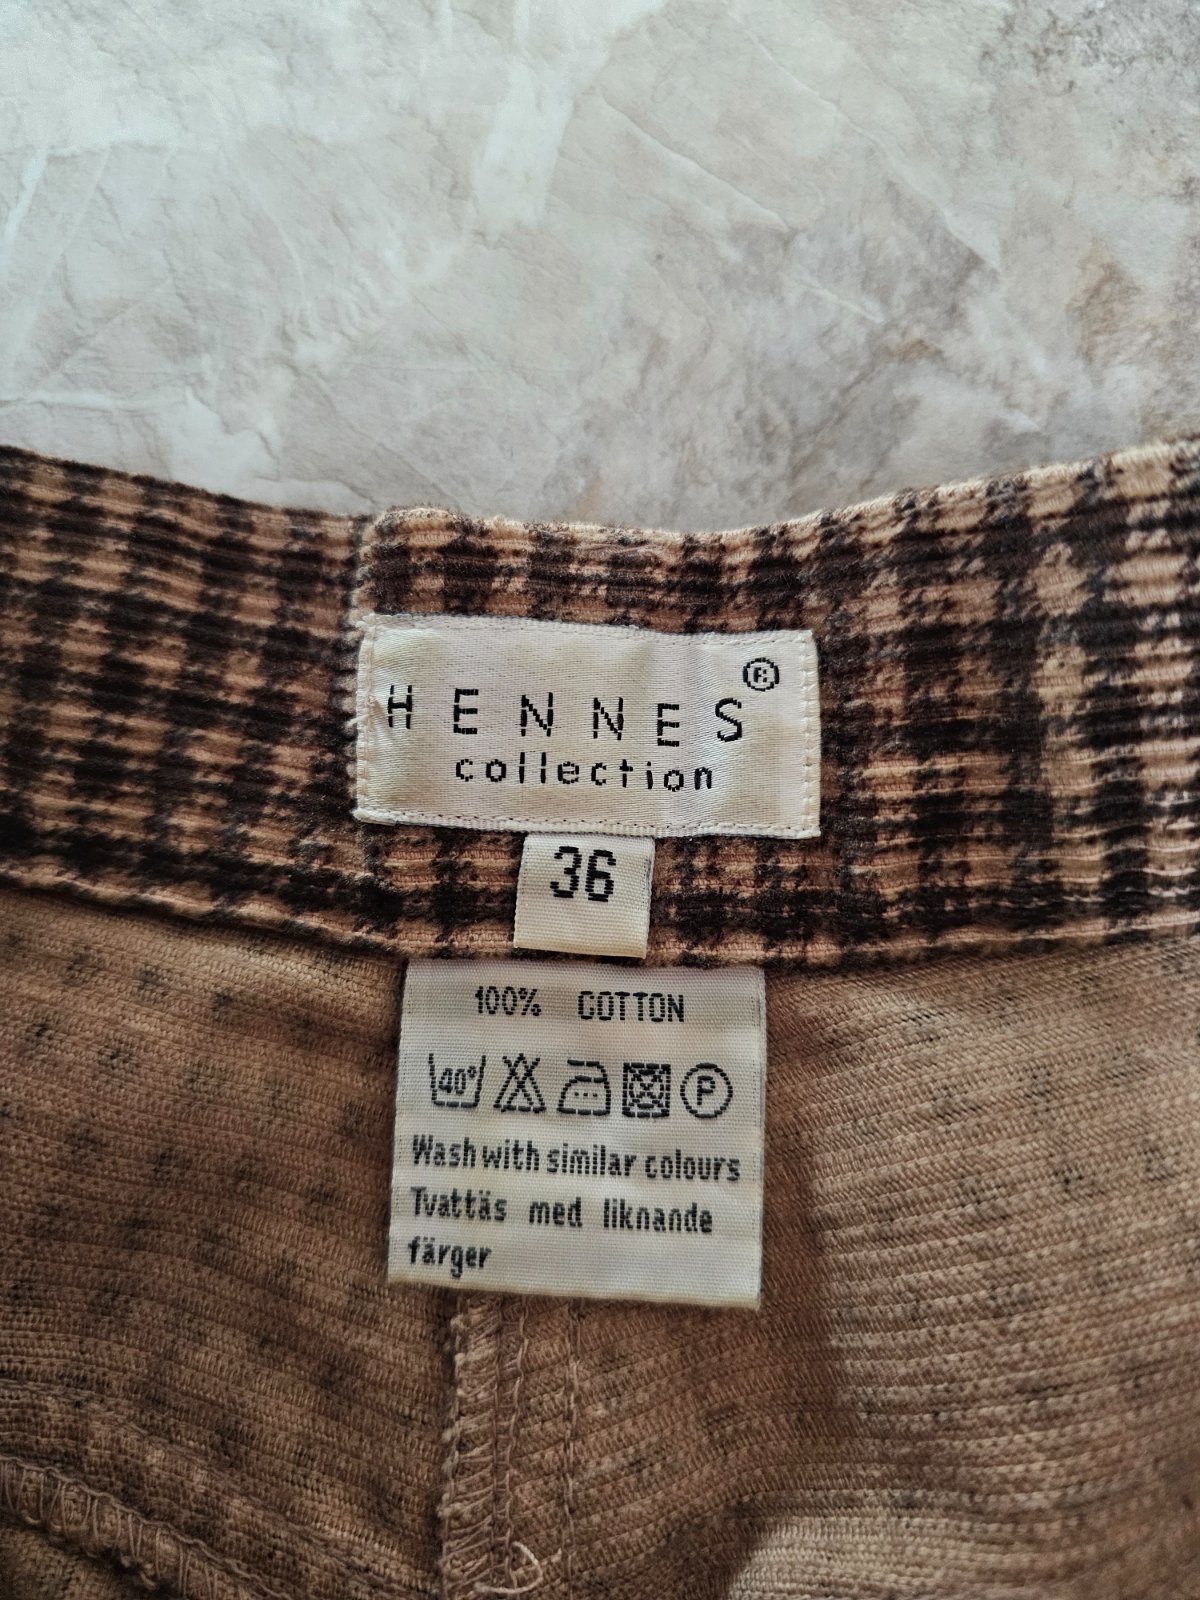 HENNES®
collection
36
100% COTTON
40° P
Wash with similar colours
Tvattäs med liknande
färger